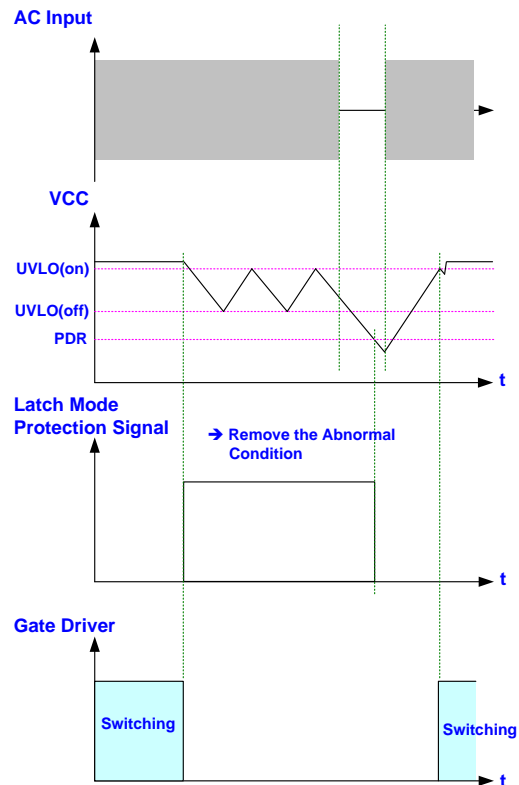 AC Input
VCC
UVLO(on)
UVLO(off)
PDR
t
Latch Mode
Protection Signal
➔ Remove the Abnormal
Condition
t
Gate Driver
Switching
Switching
t